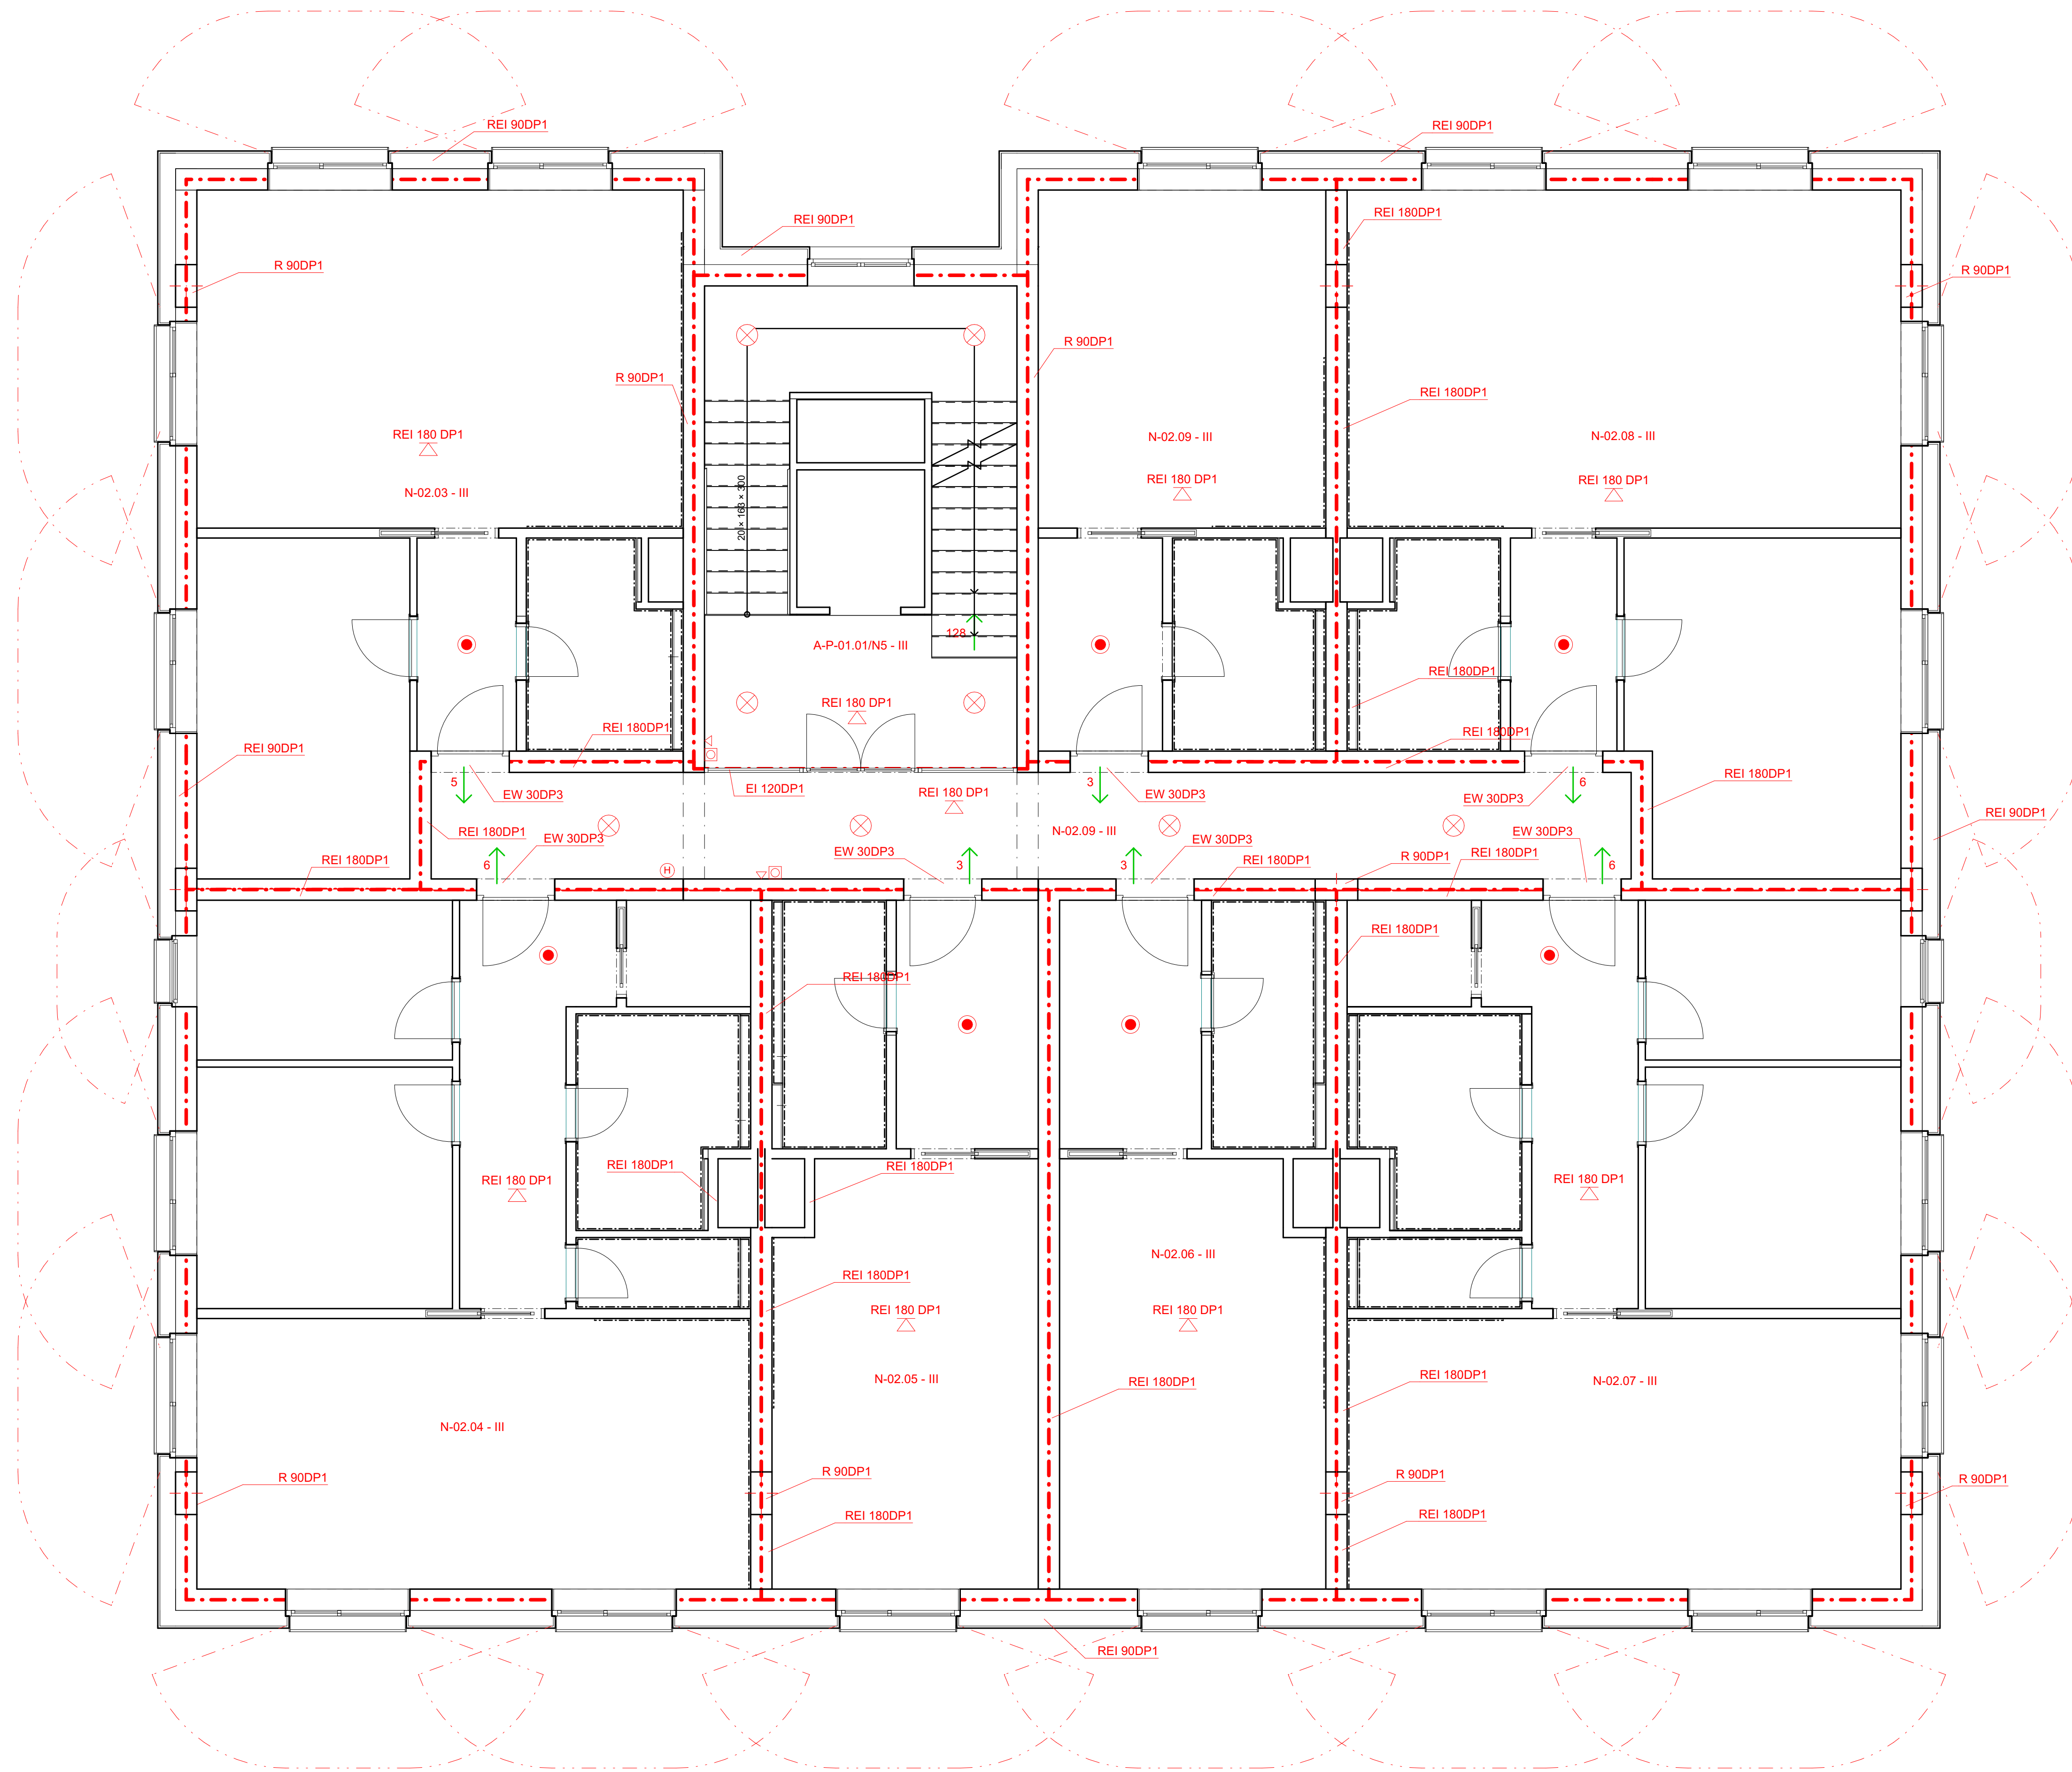 REI 90DP1
REI 90DP1
REI 90DP1
REI 180DP1
R 90DP1
R 90DP1
R 90DP1
R 90DP1
REI 180DP1
REI 180 DP1
N-02.09 - III
N-02.08 - III
N-02.03 - III
REI 180 DP1
REI 180 DP1
20 × 168 × 300
128
A-P-01.01/N5 - III
REI 180DP1
REI 180 DP1
REI 180DP1
REI 180DP1
REI 90DP1
REI 180DP1
5
EW 30DP3
EI 120DP1
REI 180 DP1
3
EW 30DP3
EW 30DP3
6
REI 90DP1
REI 180DP1
EW 30DP3
N-02.09 - III
EW 30DP3
EW 30DP3
REI 180DP1
6
H
EW 30DP3
3
3
REI 180DP1
R 90DP1
REI 180DP1
6
REI 180DP1
REI 180DP1
REI 180DP1
REI 180DP1
REI 180 DP1
REI 180 DP1
N-02.06 - III
REI 180DP1
REI 180 DP1
REI 180 DP1
N-02.05 - III
REI 180DP1
REI 180DP1
N-02.07 - III
N-02.04 - III
R 90DP1
R 90DP1
R 90DP1
R 90DP1
REI 180DP1
REI 180DP1
REI 90DP1